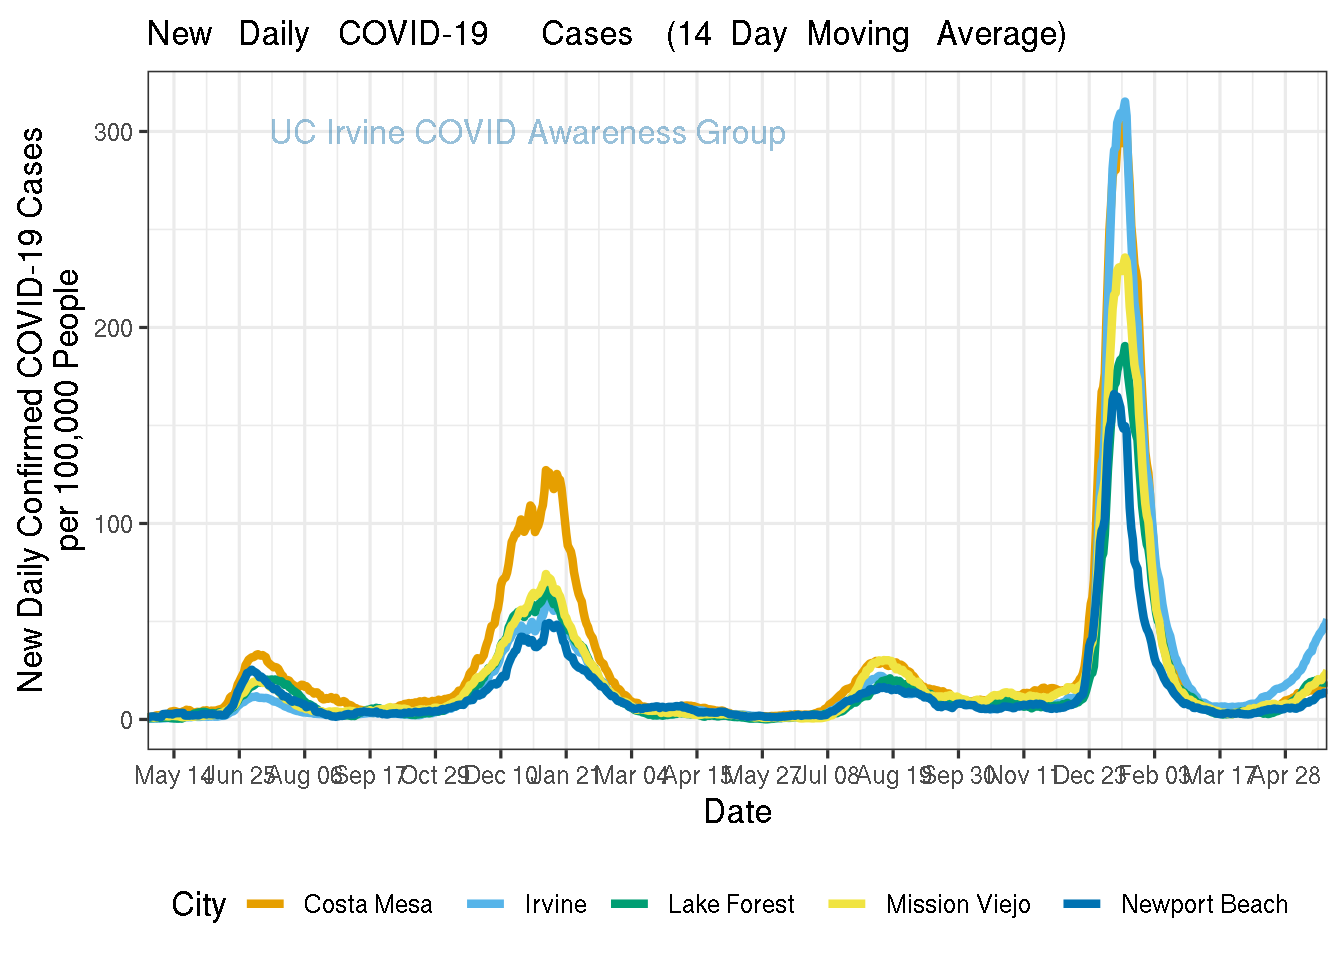 New Daily COVID-19 Cases (14 Day Moving Average)
New Daily Confirmed COVID-19 Cases
per 100,000 People
UC Irvine COVID Awareness Group
300
200
100
0
May 14 Jun 25 Aug 06 Sep 17 Oct 29 Dec 10 Jan 21 Mar 04 Apr 15 May 27 Jul 08 Aug 19 Sep 30 Nov 11 Dec 23 Feb 03 Mar 17 Apr 28
Date
City Costa Mesa Irvine Lake Forest Mission Viejo Newport Beach